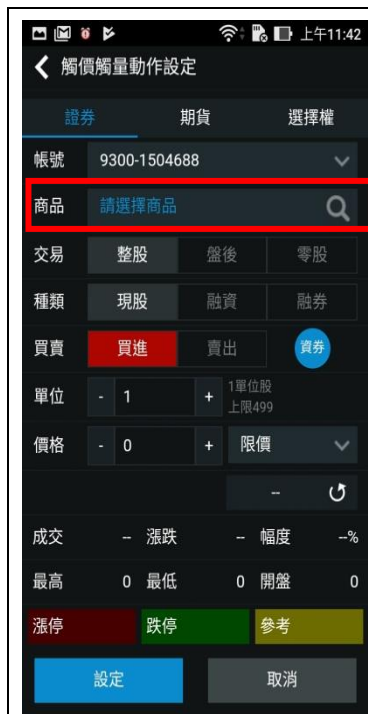 上午11:42
觸價觸量動作設定
證券 期貨 選擇權
帳號 9300-1504688
商品 請選擇商品
交易 整股 盤後 零股
種類 現股 融資 融券
買賣 買進 賣出 資券
單位 - 1 + 1單位股
上限499
價格 - 0 + 限價
--
成交 -- 漲跌 -- 幅度 --%
最高 0 最低 0 開盤 0
漲停 跌停 參考
設定 取消